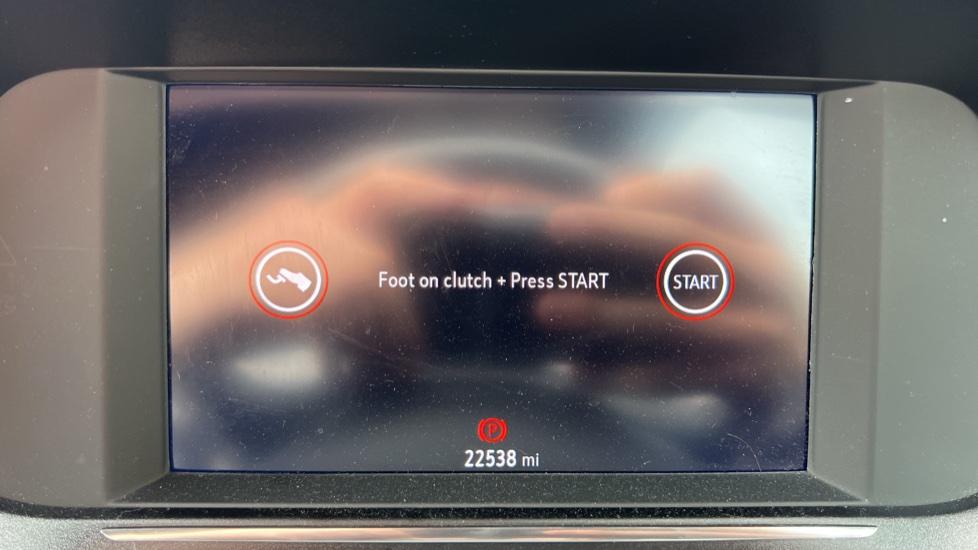 Foot on clutch + Press START
START
P
22538 mi